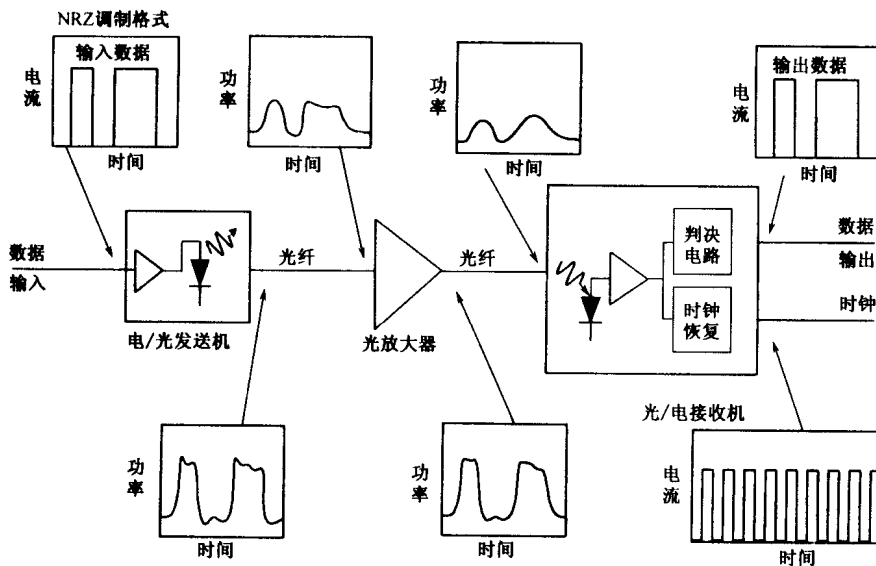 NRZ调制格式
输入数据
电流
时间
功率
时间
功率
时间
输出数据
电流
时间
数据
输入
电/光发送机
光纤
光放大器
光纤
判决
电路
时钟
恢复
数据
输出
时钟
光/电接收机
功率
时间
功率
时间
电流
时间